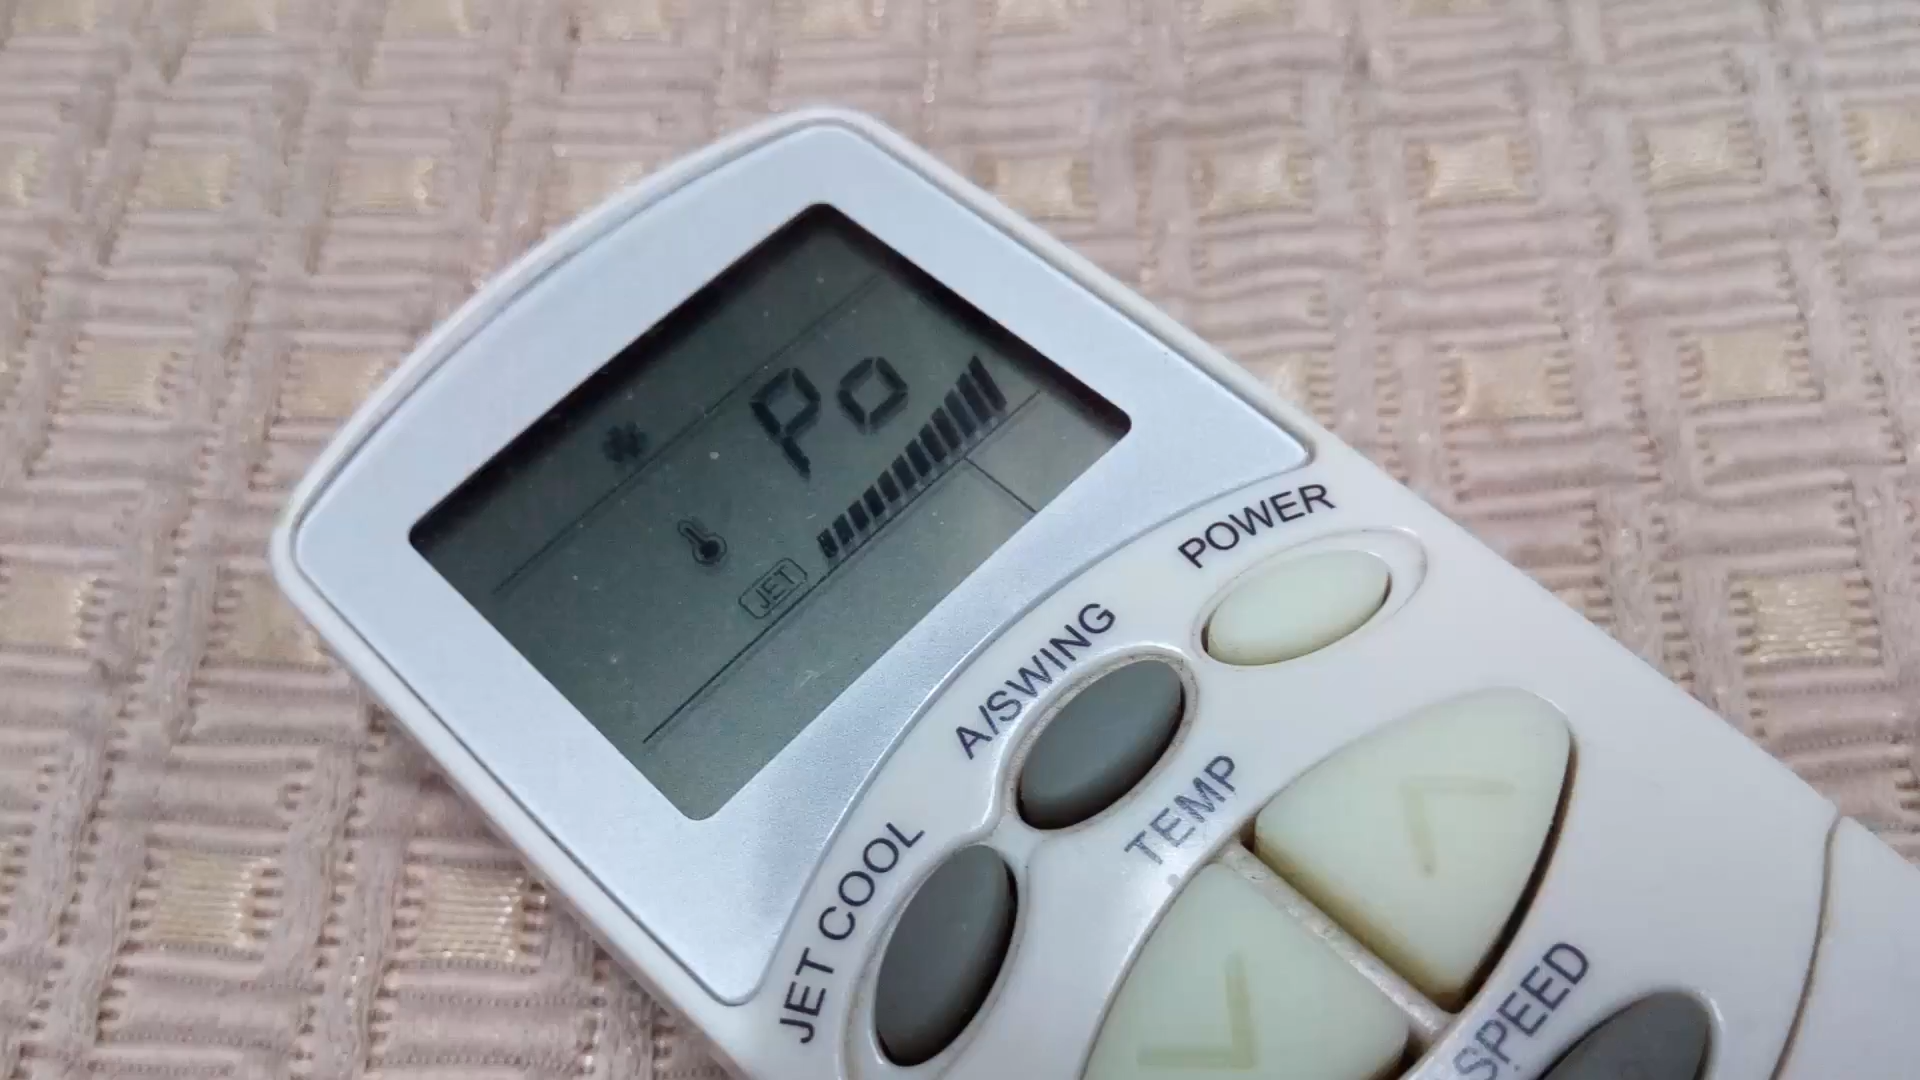 Po
JET
POWER
A/SWING
JET COOL
TEMP
SPEED